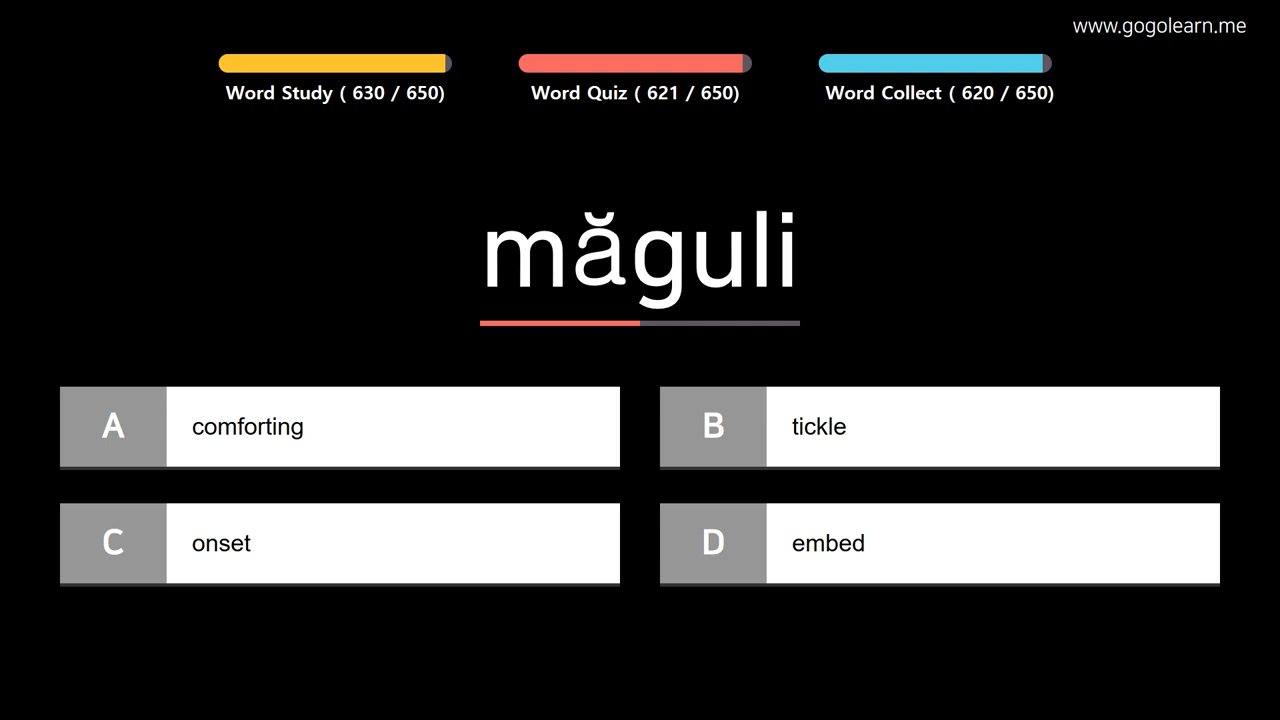 www.gogolearn.me
Word Study ( 630 / 650)
Word Quiz ( 621 / 650)
Word Collect ( 620 / 650)
măguli
A comforting
B tickle
C onset
D embed